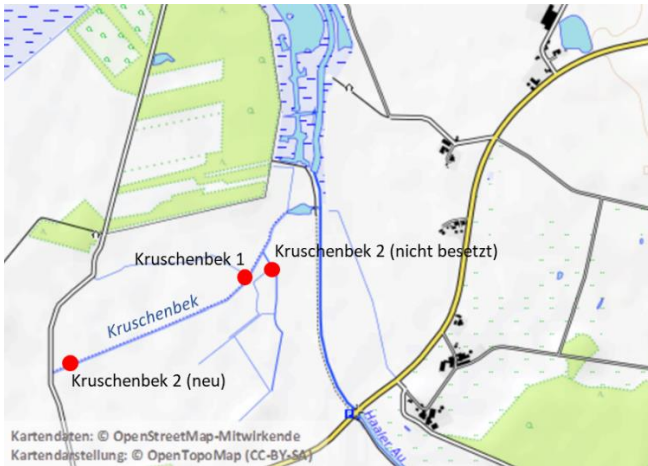 Kruschenbek 1
Kruschenbek 2 (nicht besetzt)
Kruschenbek
Kruschenbek 2 (neu)
Haaler Au
Kartendaten: © OpenStreetMap-Mitwirkende
Kartendarstellung: © OpenTopoMap (CC-BY-SA)